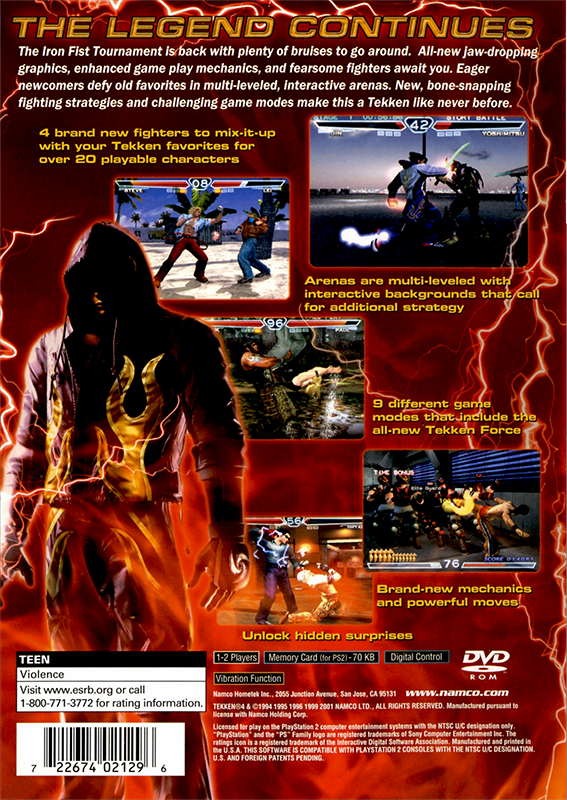 THE LEGEND CONTINUES
The Iron Fist Tournament is back with plenty of bruises to go around. All-new jaw-dropping
graphics, enhanced game play mechanics, and fearsome fighters await you. Eager
newcomers defy old favorites in multi-leveled, interactive arenas. New, bone-snapping
fighting strategies and challenging game modes make this a Tekken like never before.
4 brand new fighters to mix-it-up
with your Tekken favorites for
over 20 playable characters
STAGE 1 00:56:66 STORY BATTLE
42
JIN YOSHIMITSU
08
STEVE LEI
Arenas are multi-leveled with
interactive backgrounds that call
for additional strategy
96
PAUL
9 different game
modes that include the
all-new Tekken Force
TIME BONUS
Elite Guard
76
SCORE
56
Brand-new mechanics
and powerful moves
Unlock hidden surprises
TEEN
Violence
Visit www.esrb.org or call
1-800-771-3772 for rating information.
1-2 Players
Memory Card (for PS2) - 70 KB
Digital Control
Vibration Function
DVD
ROM
Namco Hometek Inc., 2055 Junction Avenue, San Jose, CA 95131 www.namco.com
TEKKEN®4 & ©1994 1995 1996 1999 2001 NAMCO LTD., ALL RIGHTS RESERVED. Manufactured pursuant to
license with Namco Holding Corp.
Licensed for play on the PlayStation 2 computer entertainment systems with the NTSC U/C designation only.
"PlayStation" and the "PS" Family logo are registered trademarks of Sony Computer Entertainment Inc. The
ratings icon is a registered trademark of the Interactive Digital Software Association. Manufactured and printed in
the U.S.A. THIS SOFTWARE IS COMPATIBLE WITH PLAYSTATION 2 CONSOLES WITH THE NTSC U/C DESIGNATION.
U.S. AND FOREIGN PATENTS PENDING.
7 22674 02129 6